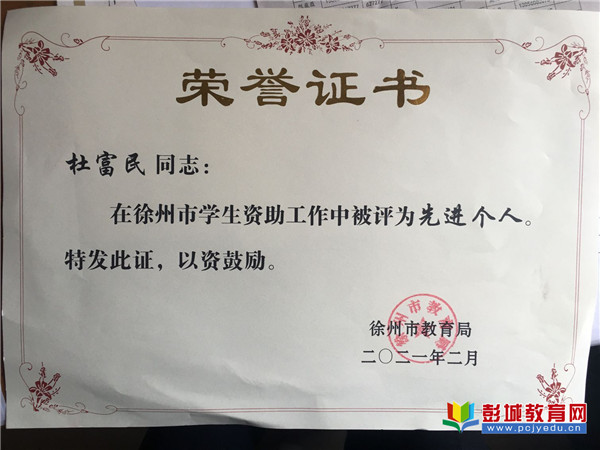 荣誉证书
杜富民 同志：
在徐州市学生资助工作中被评为先进个人。
特发此证，以资鼓励。
徐州市教育局
二〇二一年二月
彭城教育网
www.pcjyedu.cn